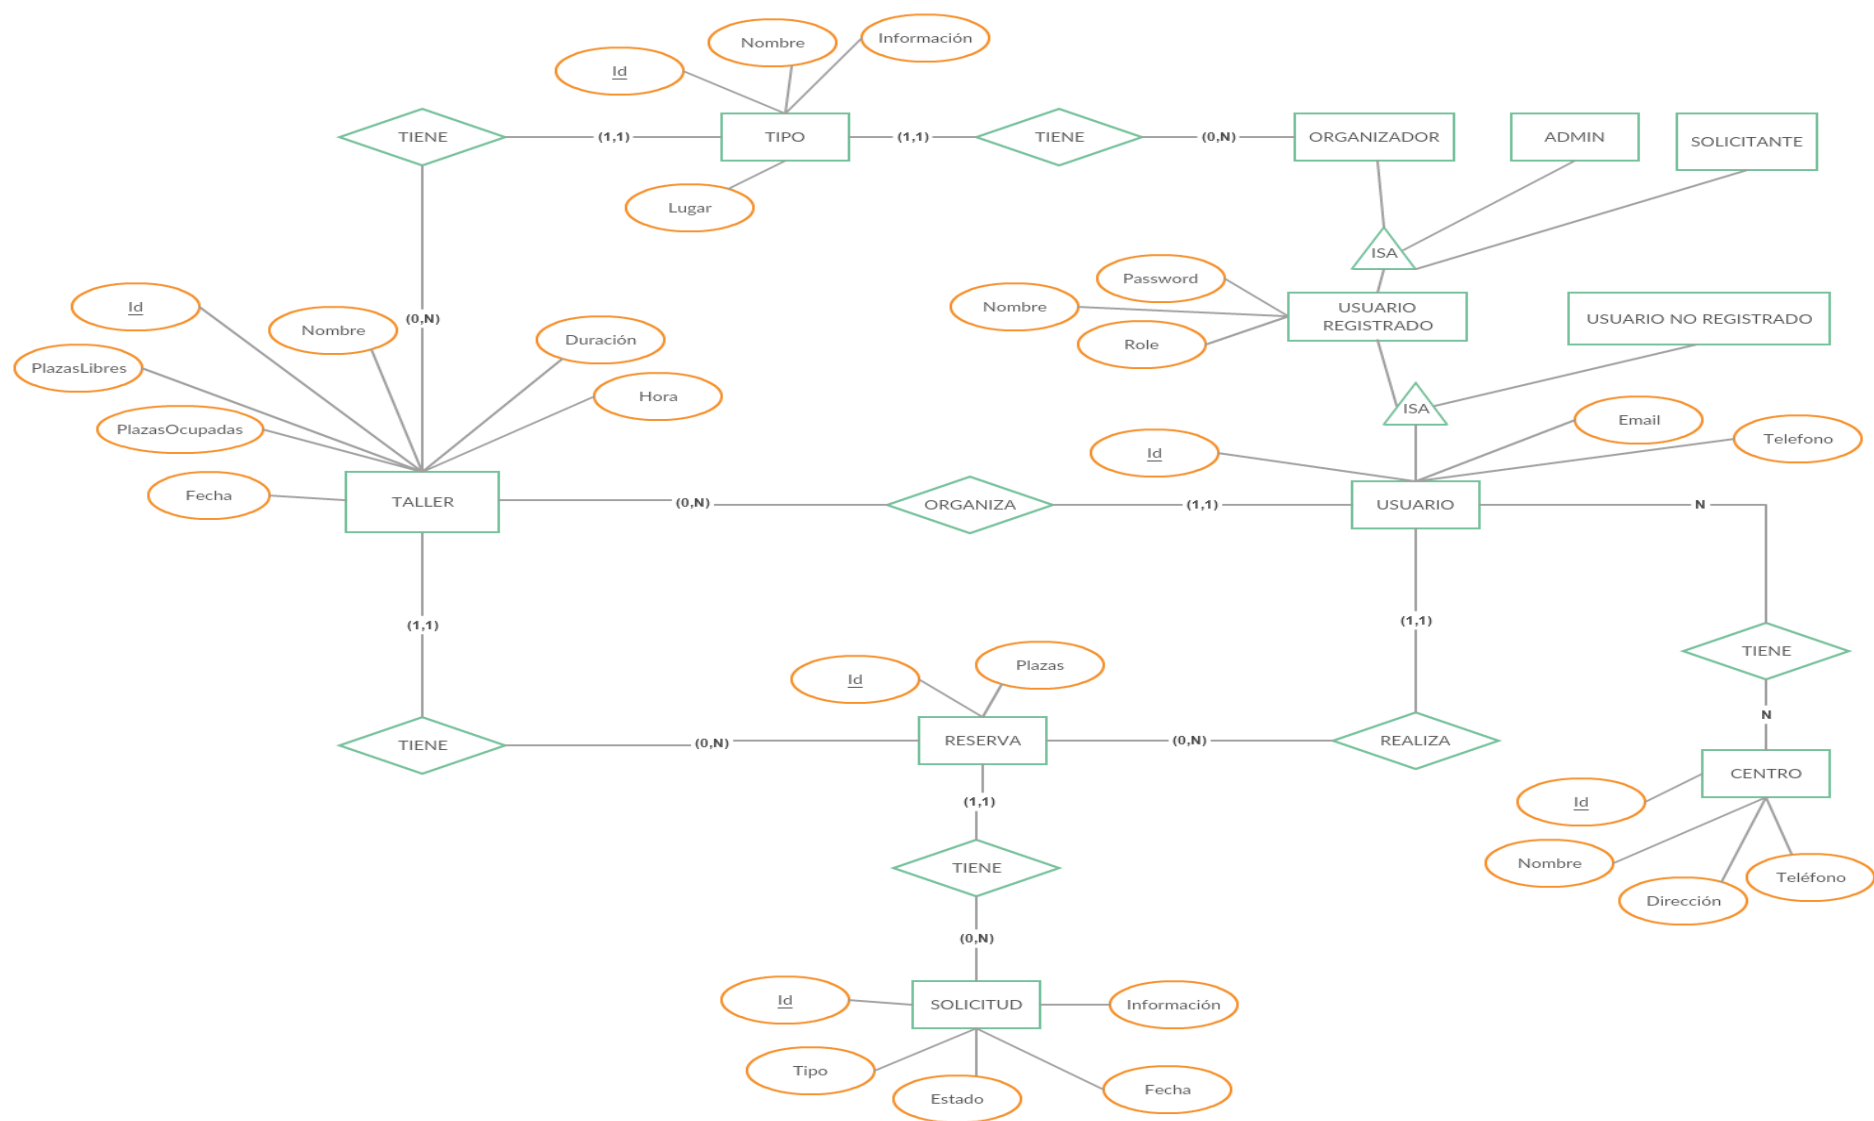 Información
Nombre
Id
TIENE
(1,1)
TIPO
(1,1)
TIENE
(0,N)
ORGANIZADOR
ADMIN
SOLICITANTE
Lugar
ISA
Password
Nombre
Role
USUARIO
REGISTRADO
USUARIO NO REGISTRADO
Id
(0,N)
Nombre
Duración
PlazasLibres
Hora
PlazasOcupadas
ISA
Email
Telefono
Id
Fecha
TALLER
(0,N)
ORGANIZA
(1,1)
USUARIO
N
(1,1)
(1,1)
TIENE
Id
Plazas
N
TIENE
(0,N)
RESERVA
(0,N)
REALIZA
CENTRO
Id
(1,1)
Nombre
Dirección
Teléfono
TIENE
(0,N)
Id
SOLICITUD
Información
Tipo
Estado
Fecha